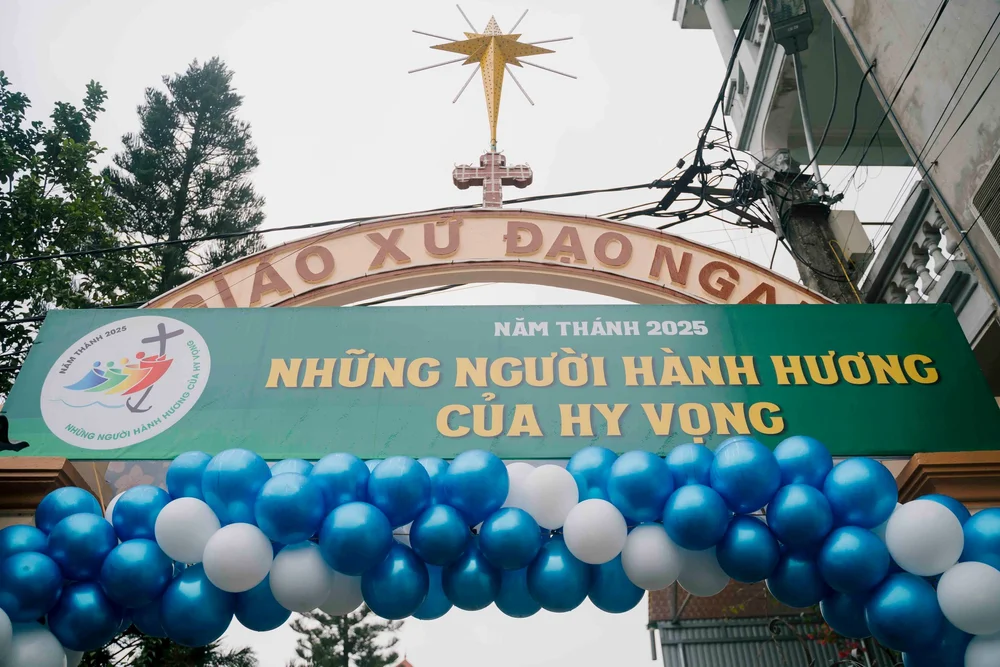 GIÁO XỨ ĐẠO NGẠN
NĂM THÁNH 2025
NHỮNG NGƯỜI HÀNH HƯƠNG
CỦA HY VỌNG
NĂM THÁNH 2025
NHỮNG NGƯỜI HÀNH HƯƠNG CỦA HY VỌNG